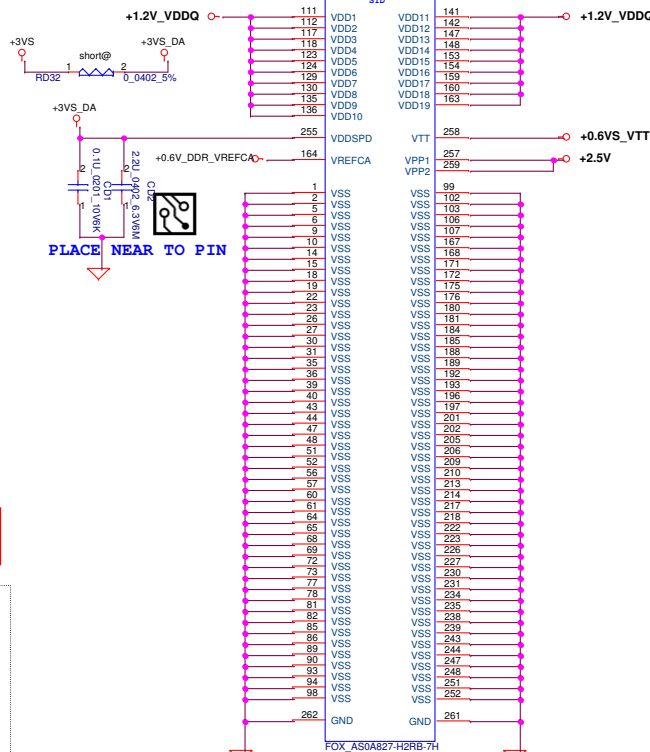 +1.2V_VDDQ
111 VDD1 VDD11 141
+1.2V_VDDQ
112 VDD2 VDD12 142
117 VDD3 VDD13 147
118 VDD4 VDD14 148
123 VDD5 VDD15 153
124 VDD6 VDD16 154
129 VDD7 VDD17 159
130 VDD8 VDD18 160
135 VDD9 VDD19 163
136 VDD10
+3VS short@ +3VS_DA
1 2
RD32 0_0402_5%
+3VS_DA
255 VDDSPD VTT 258 +0.6VS_VTT
+0.6V_DDR_VREFCA 164 VREFCA VPP1 257 +2.5V
VPP2 259
2 2
0.1U_0201_10V6K
CD1
2.2U_0402_6.3V6M
CD2
1 1
PLACE NEAR TO PIN
1 VSS VSS 99
2 VSS VSS 102
5 VSS VSS 103
6 VSS VSS 106
9 VSS VSS 107
10 VSS VSS 167
14 VSS VSS 168
15 VSS VSS 171
18 VSS VSS 172
19 VSS VSS 175
22 VSS VSS 176
23 VSS VSS 180
26 VSS VSS 181
27 VSS VSS 184
30 VSS VSS 185
31 VSS VSS 188
35 VSS VSS 189
36 VSS VSS 192
39 VSS VSS 193
40 VSS VSS 196
43 VSS VSS 197
44 VSS VSS 201
47 VSS VSS 202
48 VSS VSS 205
51 VSS VSS 206
52 VSS VSS 209
56 VSS VSS 210
57 VSS VSS 213
60 VSS VSS 214
61 VSS VSS 217
64 VSS VSS 218
65 VSS VSS 222
68 VSS VSS 223
69 VSS VSS 226
72 VSS VSS 227
73 VSS VSS 230
77 VSS VSS 231
78 VSS VSS 234
81 VSS VSS 235
82 VSS VSS 238
85 VSS VSS 239
86 VSS VSS 243
89 VSS VSS 244
90 VSS VSS 247
93 VSS VSS 248
94 VSS VSS 251
98 VSS VSS 252
262 GND GND 261
FOX_AS0A827-H2RB-7H